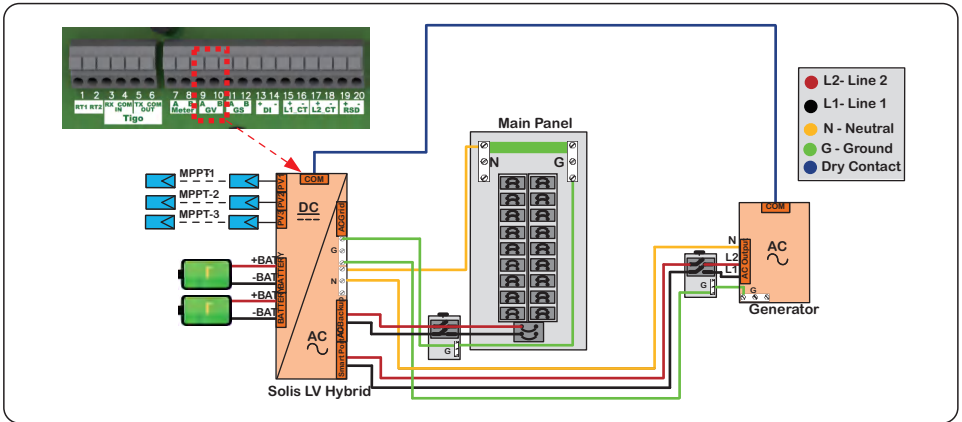 1 2 3 4 5 6 7 8 9 10 11 12 13 14 15 16 17 18 19 20
RT1 RT2 RX COM TX COM A B A B A B + - + - + - + -
IN OUT Meter GV GS DI L1_CT L2_CT RSD
Tigo
L2- Line 2
L1- Line 1
N - Neutral
G - Ground
Dry Contact
Main Panel
N
G
COM
MPPT1
MPPT-2
MPPT-3
PV1
PV2
PV3
DC
ACGrid
G
N
+BAT
-BAT
+BAT
-BAT
BATTERY
BATTERY
AC
ACBackup
Smart Port
Solis LV Hybrid
G
G
COM
N
L2
L1
AC Output
AC
G
Generator